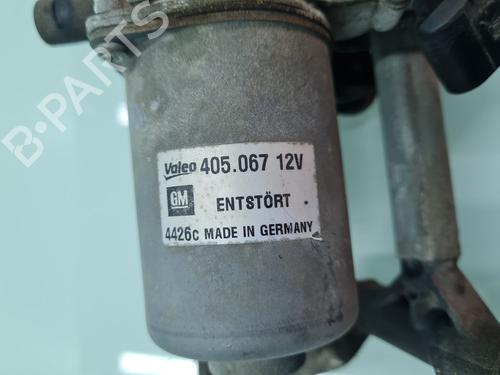 B-PARTS
Valeo 405.067 12V
GM ENTSTÖRT
4426c MADE IN GERMANY